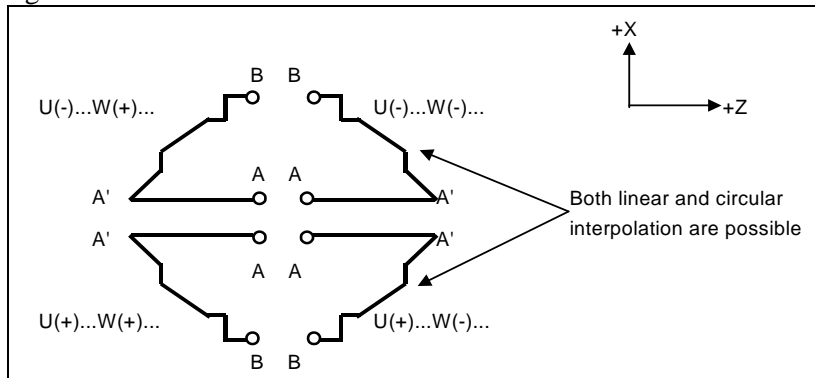 +X
B B
U(-)...W(+)... U(-)...W(-)...
+Z
A A
A' A'
Both linear and circular
interpolation are possible
A' A'
A A
U(+)...W(+)... U(+)...W(-)...
B B